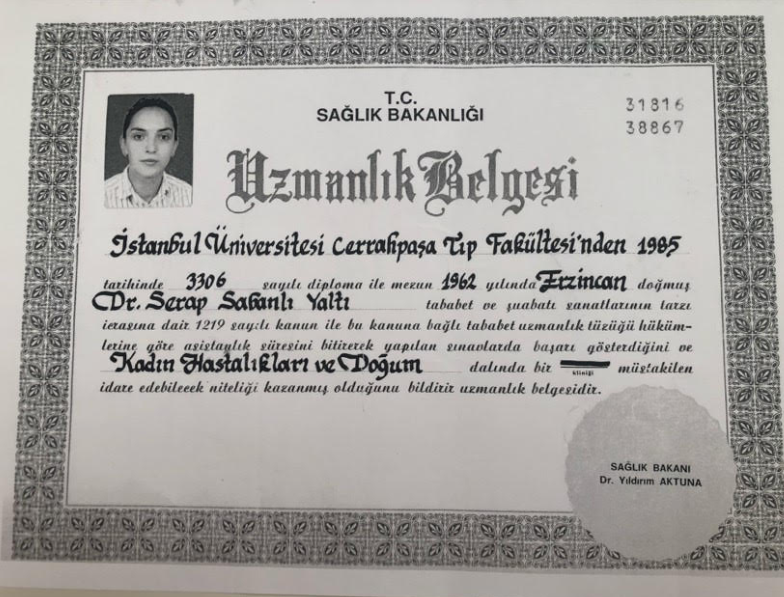 T.C.
SAĞLIK BAKANLIĞI
31816
38867
Uzmanlık Belgesi
İstanbul Üniversitesi Cerrahpaşa Tıp Fakültesi'nden 1985
tarihinde 3306 sayılı diploma ile mezun 1962 yılında Erzincan doğmuş
Dr. Serap Sabanlı Yaltı tababet ve şuabatı sanatlarının tarzı
icrasına dair 1219 sayılı kanun ile bu kanuna bağlı tababet uzmanlık tüzüğü hüküm-
lerine göre asistanlık süresini bitirerek yapılan sınavlarda başarı gösterdiğini ve
Kadın Hastalıkları ve Doğum dalında bir kliniği müstakilen
idare edebilecek niteliği kazanmış olduğunu bildirir uzmanlık belgesidir.
SAĞLIK BAKANI
Dr. Yıldırım AKTUNA